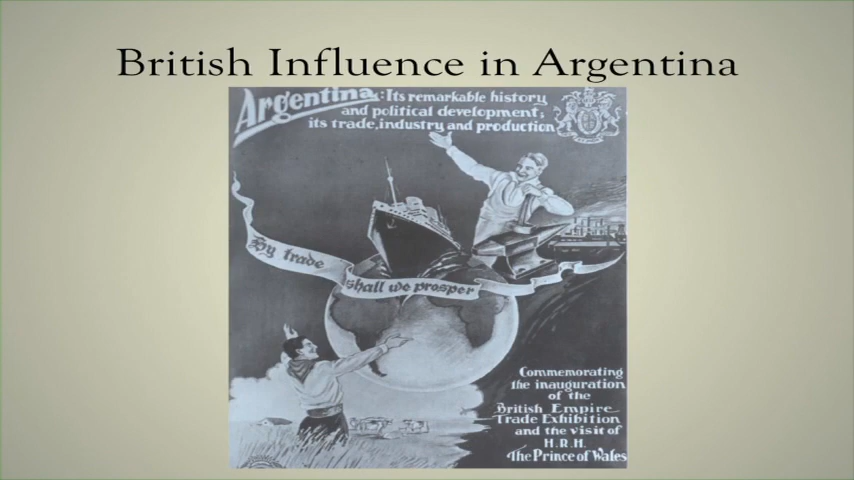 British Influence in Argentina
Argentina: Its remarkable history
and political development;
its trade, industry and production
By trade
shall we prosper
Commemorating
the inauguration
of the
British Empire
Trade Exhibition
and the visit of
H.R.H.
The Prince of Wales